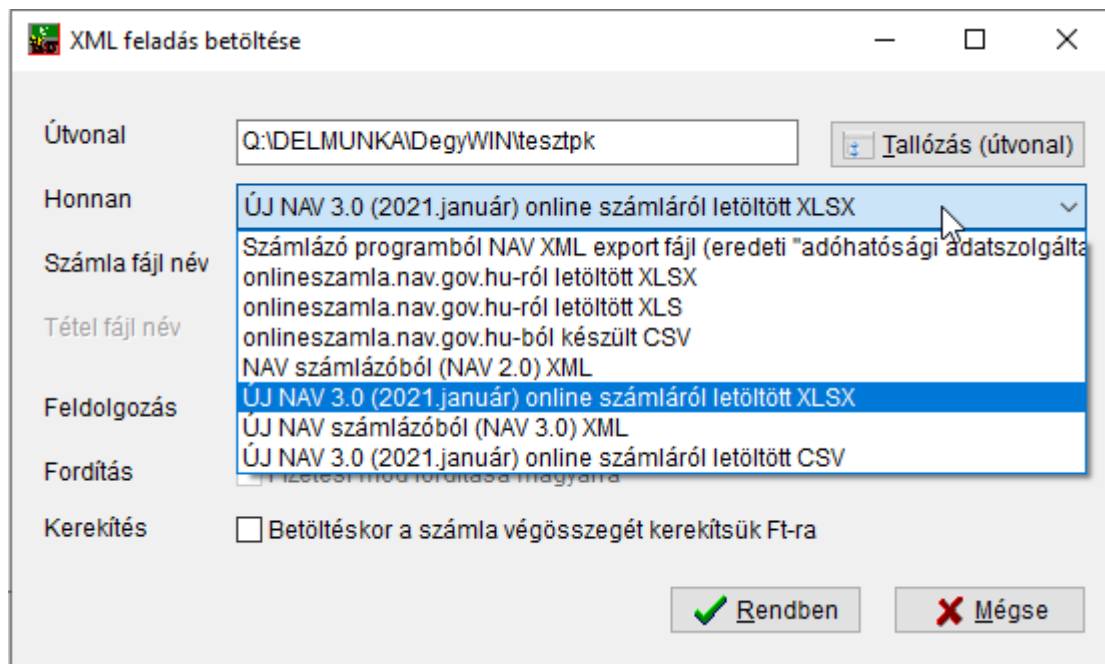 XML feladás betöltése
Útvonal
Q:\DELMUNKA\DegyWIN\tesztpk
Tallózás (útvonal)
Honnan
ÚJ NAV 3.0 (2021.január) online számláról letöltött XLSX
Számlázó programból NAV XML export fájl (eredeti "adóhatósági adatszolgálta
onlineszamla.nav.gov.hu-ról letöltött XLSX
Számla fájl név
onlineszamla.nav.gov.hu-ról letöltött XLS
Tétel fájl név
onlineszamla.nav.gov.hu-ból készült CSV
NAV számlázóból (NAV 2.0) XML
ÚJ NAV 3.0 (2021.január) online számláról letöltött XLSX
Feldolgozás
ÚJ NAV számlázóból (NAV 3.0) XML
ÚJ NAV 3.0 (2021.január) online számláról letöltött CSV
Fordítás
Fizetési mód fordítása magyarra
Kerekítés
Betöltéskor a számla végösszegét kerekítsük Ft-ra
Rendben
Mégse